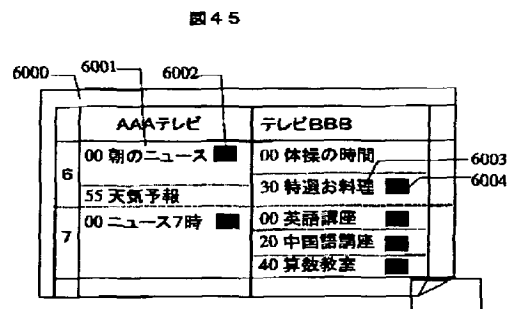 図45
6000 6001 6002
AAAテレビ テレビBBB
6 00 朝のニュース 00 体操の時間
6003
30 特選お料理 6004
55 天気予報
7 00 ニュース7時 00 英語講座
20 中国語講座
40 算数教室